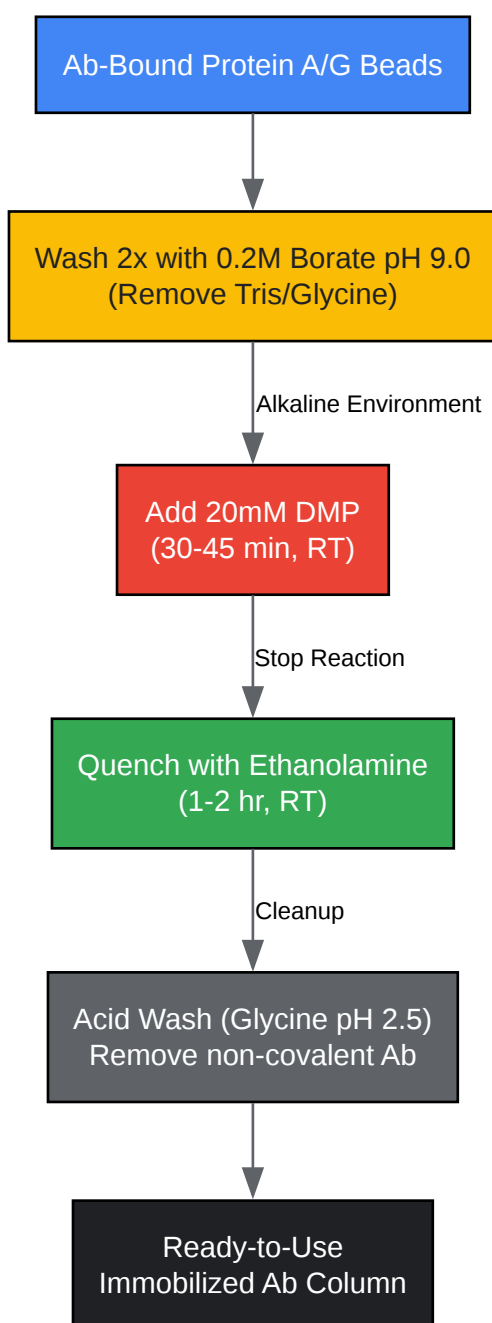 Ab-Bound Protein A/G Beads
Wash 2x with 0.2M Borate pH 9.0
(Remove Tris/Glycine)
Alkaline Environment
Add 20mM DMP
(30-45 min, RT)
Stop Reaction
Quench with Ethanolamine
(1-2 hr, RT)
Cleanup
Acid Wash (Glycine pH 2.5)
Remove non-covalent Ab
Ready-to-Use
Immobilized Ab Column